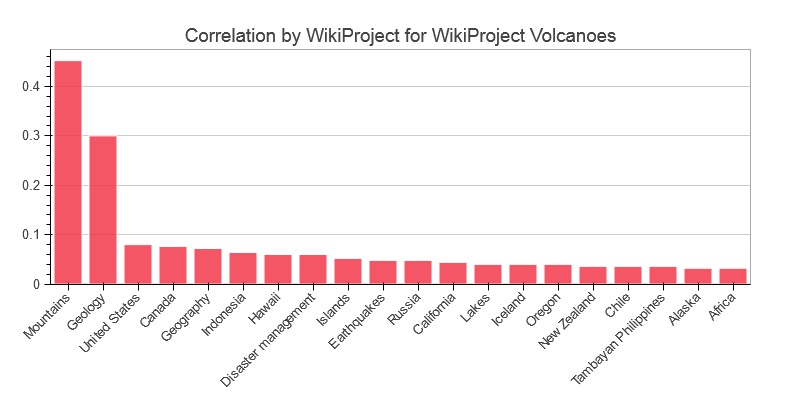 Correlation by WikiProject for WikiProject Volcanoes
0.4
0.3
0.2
0.1
0
Mountains
Geology
United States
Canada
Geography
Indonesia
Hawaii
Disaster management
Islands
Earthquakes
Russia
California
Lakes
Iceland
Oregon
New Zealand
Chile
Tambayan Philippines
Alaska
Africa